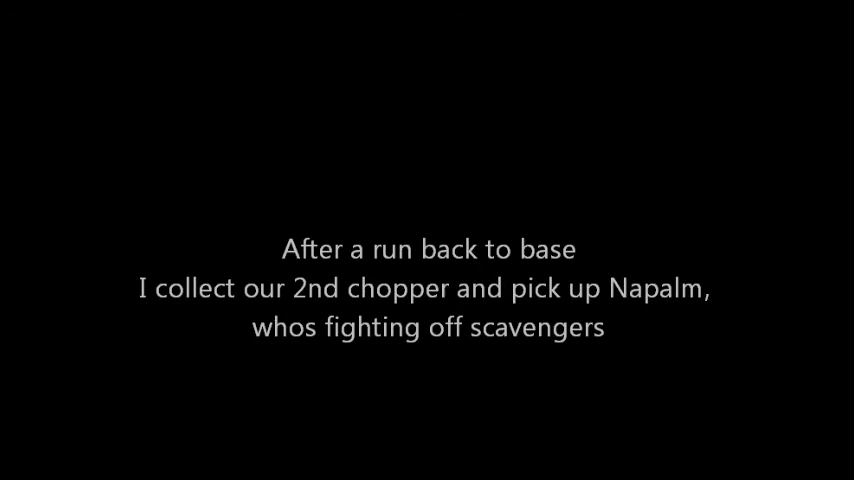 After a run back to base
I collect our 2nd chopper and pick up Napalm,
whos fighting off scavengers